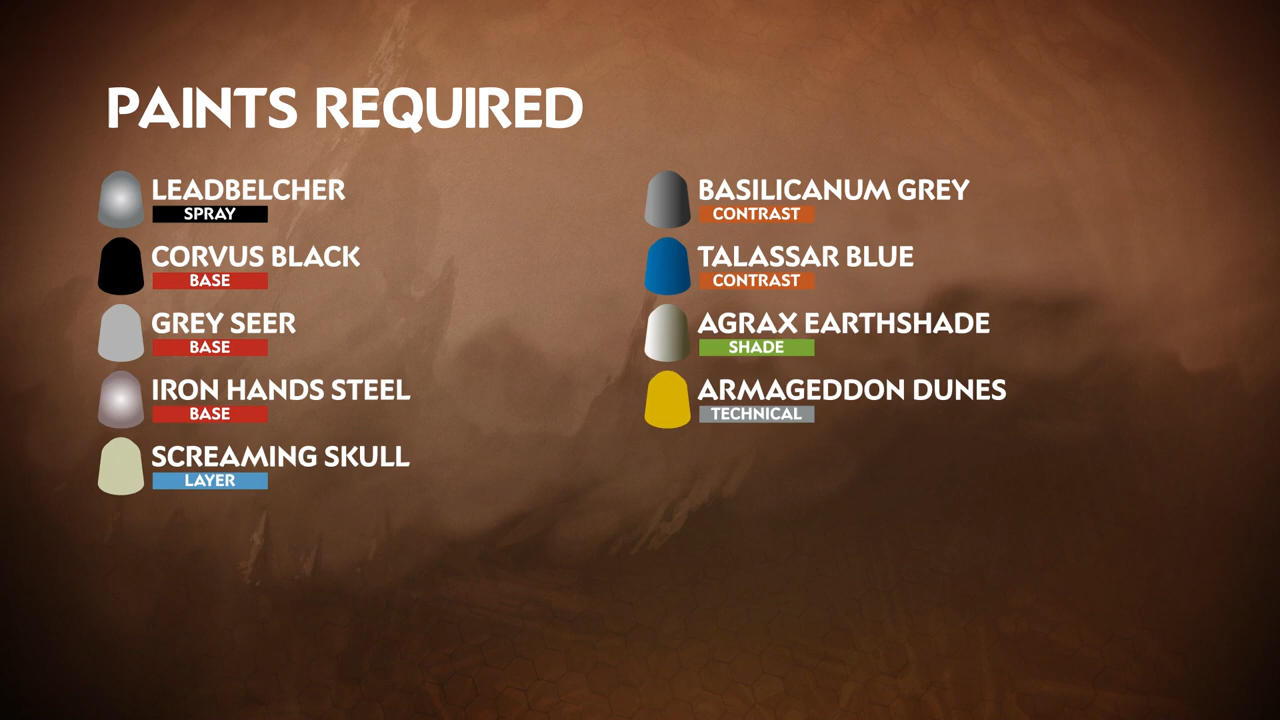 PAINTS REQUIRED
LEADBELCHER
SPRAY
CORVUS BLACK
BASE
GREY SEER
BASE
IRON HANDS STEEL
BASE
SCREAMING SKULL
LAYER
BASILICANUM GREY
CONTRAST
TALASSAR BLUE
CONTRAST
AGRAX EARTHSHADE
SHADE
ARMAGEDDON DUNES
TECHNICAL